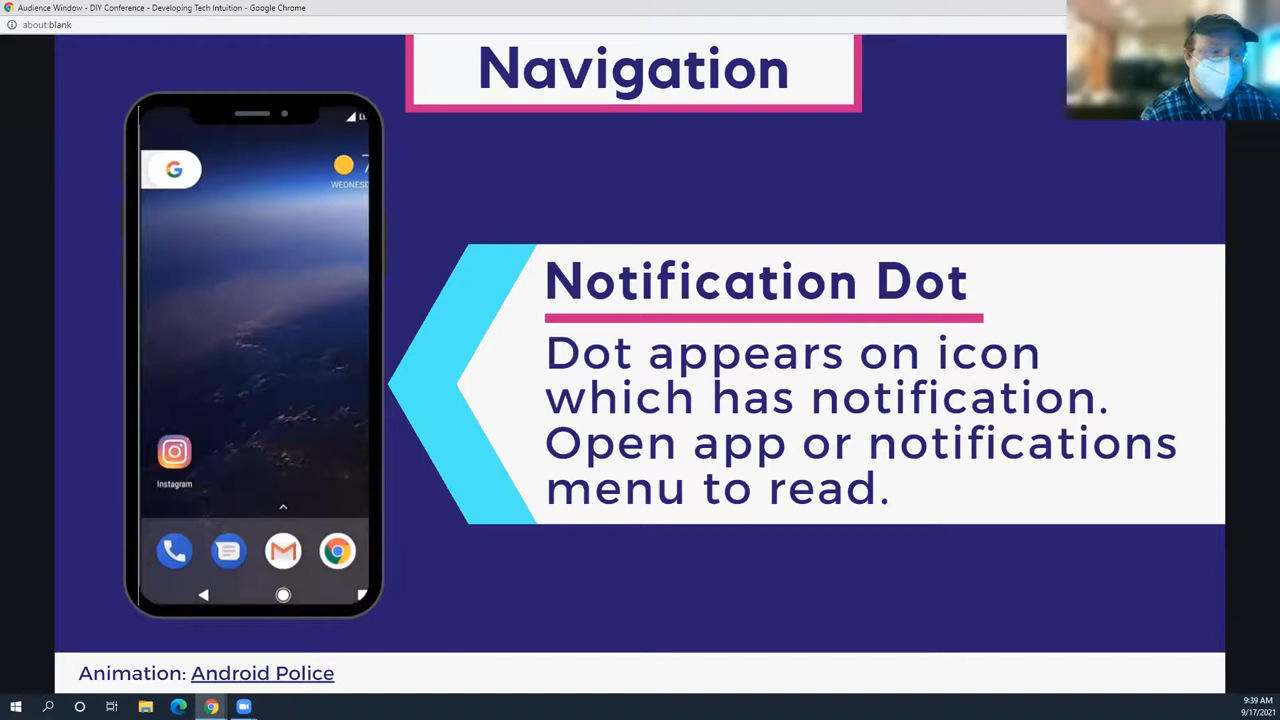 Audience Window - DIY Conference - Developing Tech Intuition - Google Chrome
about:blank
Navigation
WEDNESD
Notification Dot
Dot appears on icon
which has notification.
Open app or notifications
menu to read.
Instagram
Animation: Android Police
9:39 AM
9/17/2021